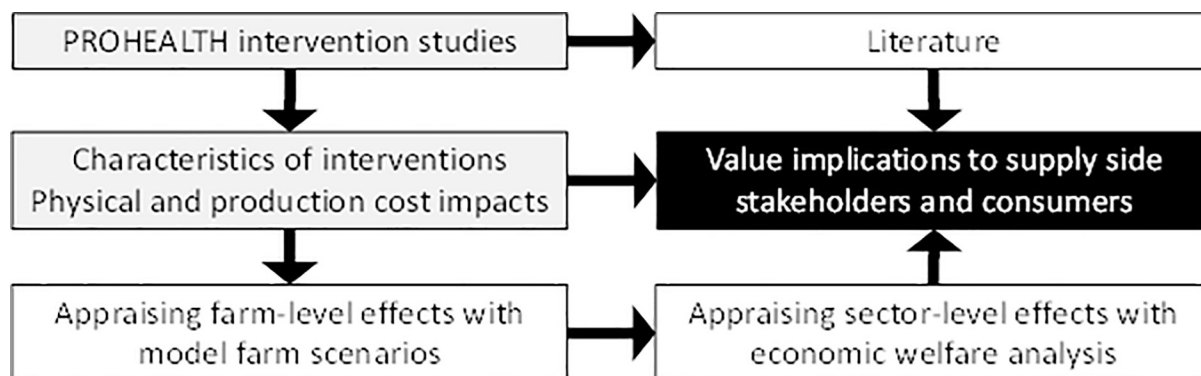 PROHEALTH intervention studies
Literature
Characteristics of interventions
Physical and production cost impacts
Value implications to supply side
stakeholders and consumers
Appraising farm-level effects with
model farm scenarios
Appraising sector-level effects with
economic welfare analysis